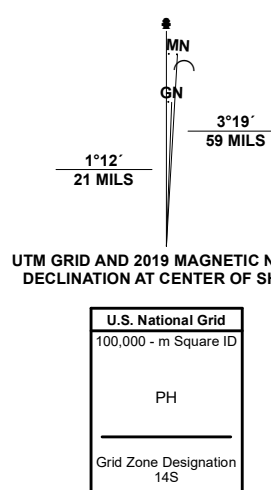 MN
GN
3°19´
59 MILS
1°12´
21 MILS
UTM GRID AND 2019 MAGNETIC
DECLINATION AT CENTER OF
U.S. National Grid
100,000 - m Square ID
PH
Grid Zone Designation
14S